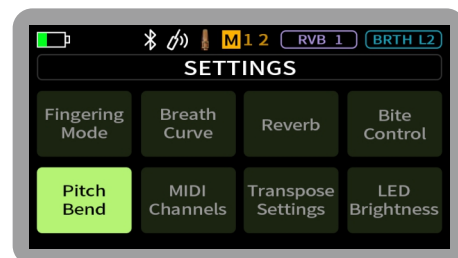 M 1 2 RVB 1 BRTH L2
SETTINGS
Fingering Mode
Breath Curve
Reverb
Bite Control
Pitch Bend
MIDI Channels
Transpose Settings
LED Brightness